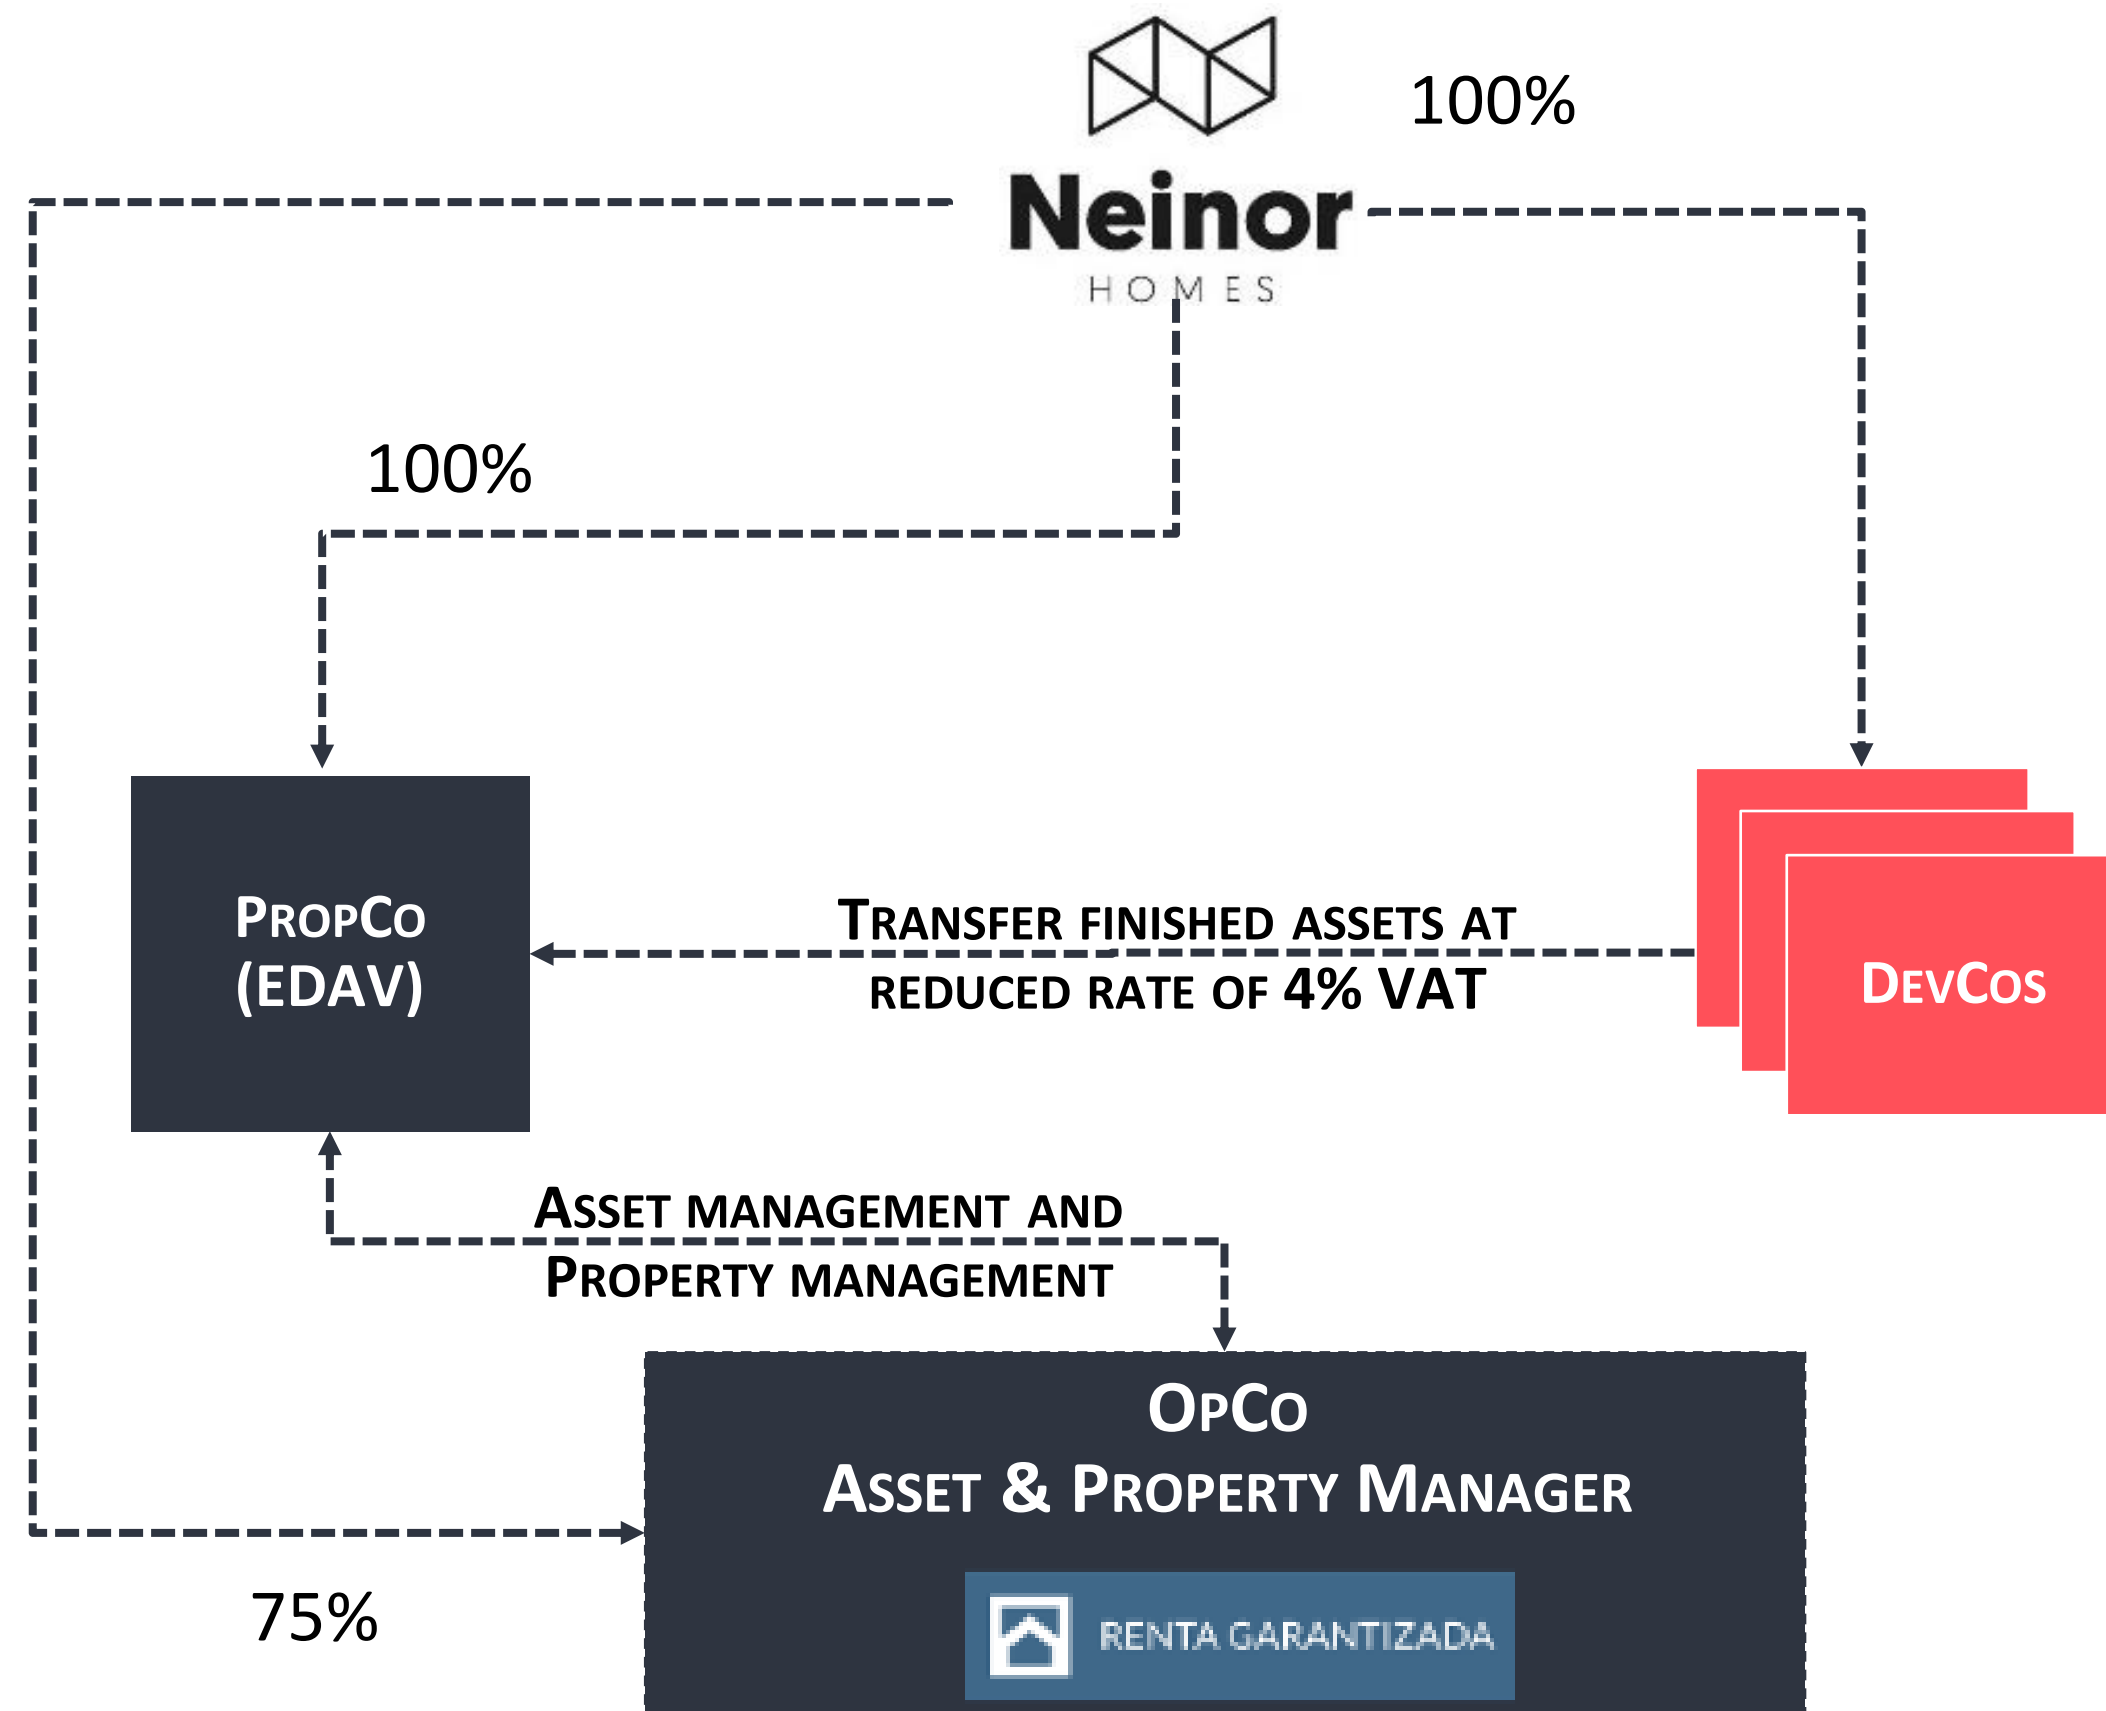 100%
Neinor
HOMES
100%
PropCo
(EDAV)
Transfer finished assets at
reduced rate of 4% VAT
DevCos
Asset management and
Property management
OpCo
Asset & Property Manager
RENTA GARANTIZADA
75%